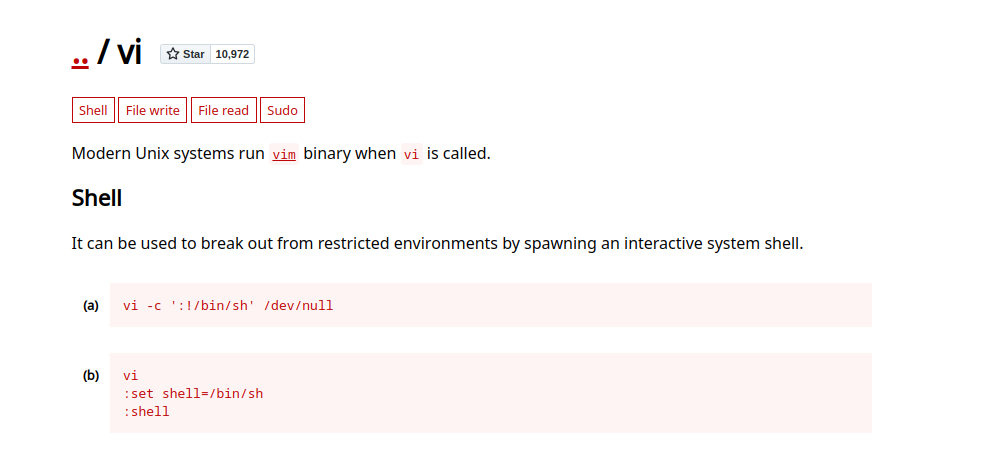 .. / vi Star 10,972
Shell File write File read Sudo
Modern Unix systems run vim binary when vi is called.
Shell
It can be used to break out from restricted environments by spawning an interactive system shell.
(a) vi -c ':!/bin/sh' /dev/null
(b) vi
:set shell=/bin/sh
:shell